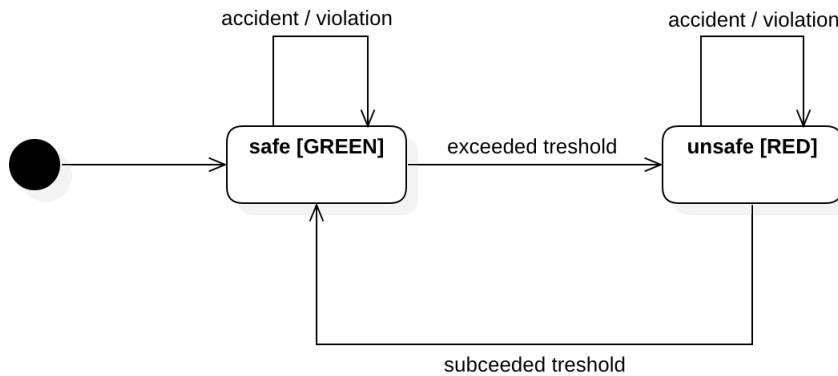 accident / violation
accident / violation
safe [GREEN]
exceeded treshold
unsafe [RED]
subceeded treshold